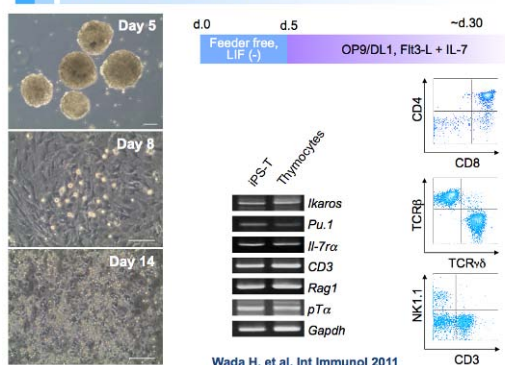 Day 5
Day 8
Day 14
d.0
d.5
~d.30
Feeder free,
LIF (-)
OP9/DL1, Flt3-L + IL-7
iPS-T
Thymocytes
Ikaros
Pu.1
Il-7rα
CD3
Rag1
pTα
Gapdh
CD4
CD8
TCRβ
TCRγδ
NK1.1
CD3
Wada H, et al. Int Immunol 2011